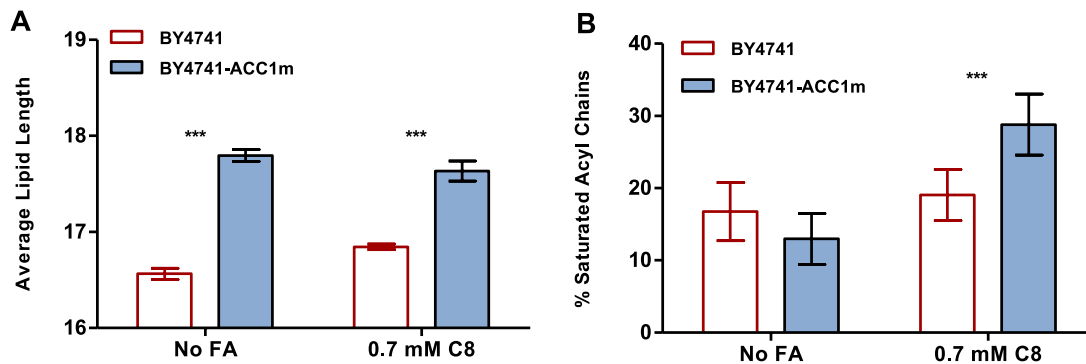 A
Average Lipid Length
19
18
17
16
BY4741
BY4741-ACC1m
***
***
No FA
0.7 mM C8
B
% Saturated Acyl Chains
40
30
20
10
0
BY4741
BY4741-ACC1m
***
No FA
0.7 mM C8